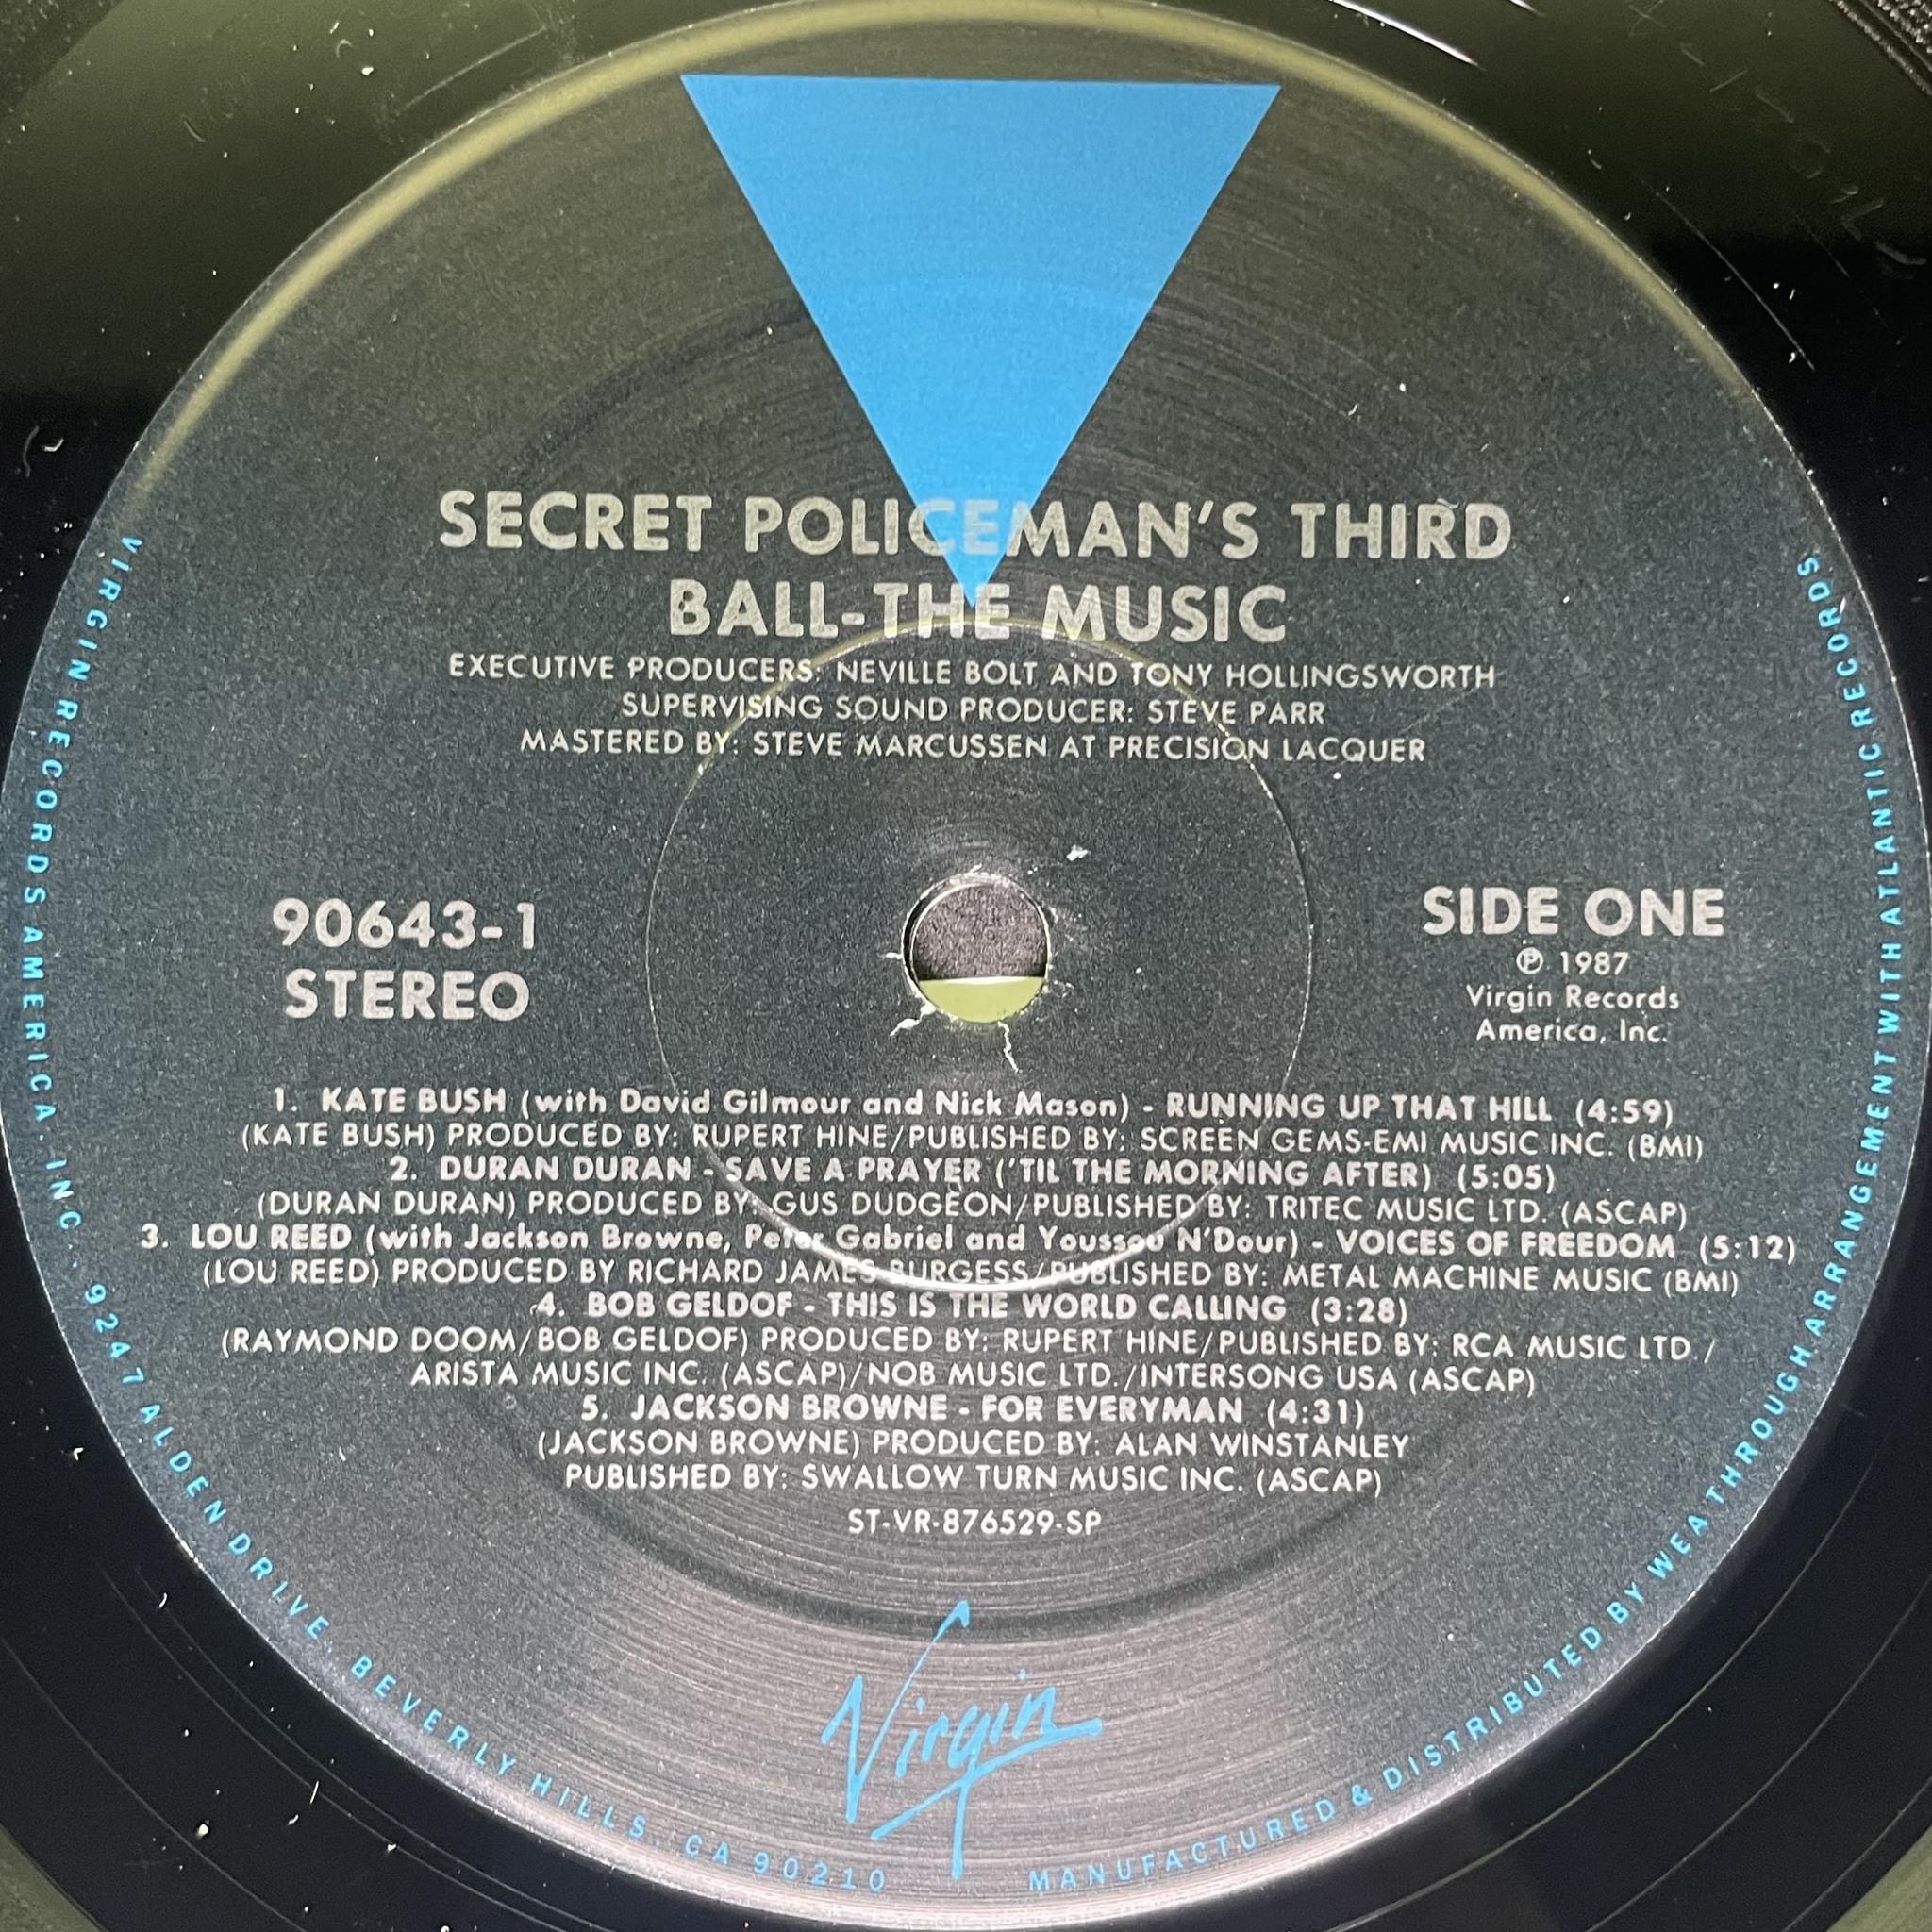 SECRET POLICEMAN'S THIRD
BALL-THE MUSIC
EXECUTIVE PRODUCERS: NEVILLE BOLT AND TONY HOLLINGSWORTH
SUPERVISING SOUND PRODUCER: STEVE PARR
MASTERED BY: STEVE MARCUSSEN AT PRECISION LACQUER
90643-1
STEREO
SIDE ONE
℗ 1987
Virgin Records
America, Inc.
1. KATE BUSH (with David Gilmour and Nick Mason) - RUNNING UP THAT HILL (4:59)
(KATE BUSH) PRODUCED BY: RUPERT HINE/PUBLISHED BY: SCREEN GEMS-EMI MUSIC INC. (BMI)
2. DURAN DURAN - SAVE A PRAYER ('TIL THE MORNING AFTER) (5:05)
(DURAN DURAN) PRODUCED BY: GUS DUDGEON/PUBLISHED BY: TRITEC MUSIC LTD. (ASCAP)
3. LOU REED (with Jackson Browne, Peter Gabriel and Youssou N'Dour) - VOICES OF FREEDOM (5:12)
(LOU REED) PRODUCED BY RICHARD JAMES BURGESS/PUBLISHED BY: METAL MACHINE MUSIC (BMI)
4. BOB GELDOF - THIS IS THE WORLD CALLING (3:28)
(RAYMOND DOOM/BOB GELDOF) PRODUCED BY: RUPERT HINE/PUBLISHED BY: RCA MUSIC LTD./
ARISTA MUSIC INC. (ASCAP)/NOB MUSIC LTD./INTERSONG USA (ASCAP)
5. JACKSON BROWNE - FOR EVERYMAN (4:31)
(JACKSON BROWNE) PRODUCED BY: ALAN WINSTANLEY
PUBLISHED BY: SWALLOW TURN MUSIC INC. (ASCAP)
ST-VR-876529-SP
Virgin
VIRGIN RECORDS AMERICA, INC., 9247 ALDEN DRIVE, BEVERLY HILLS, CA 90210
MANUFACTURED & DISTRIBUTED BY WEA THROUGH ARRANGEMENT WITH ATLANTIC RECORDS